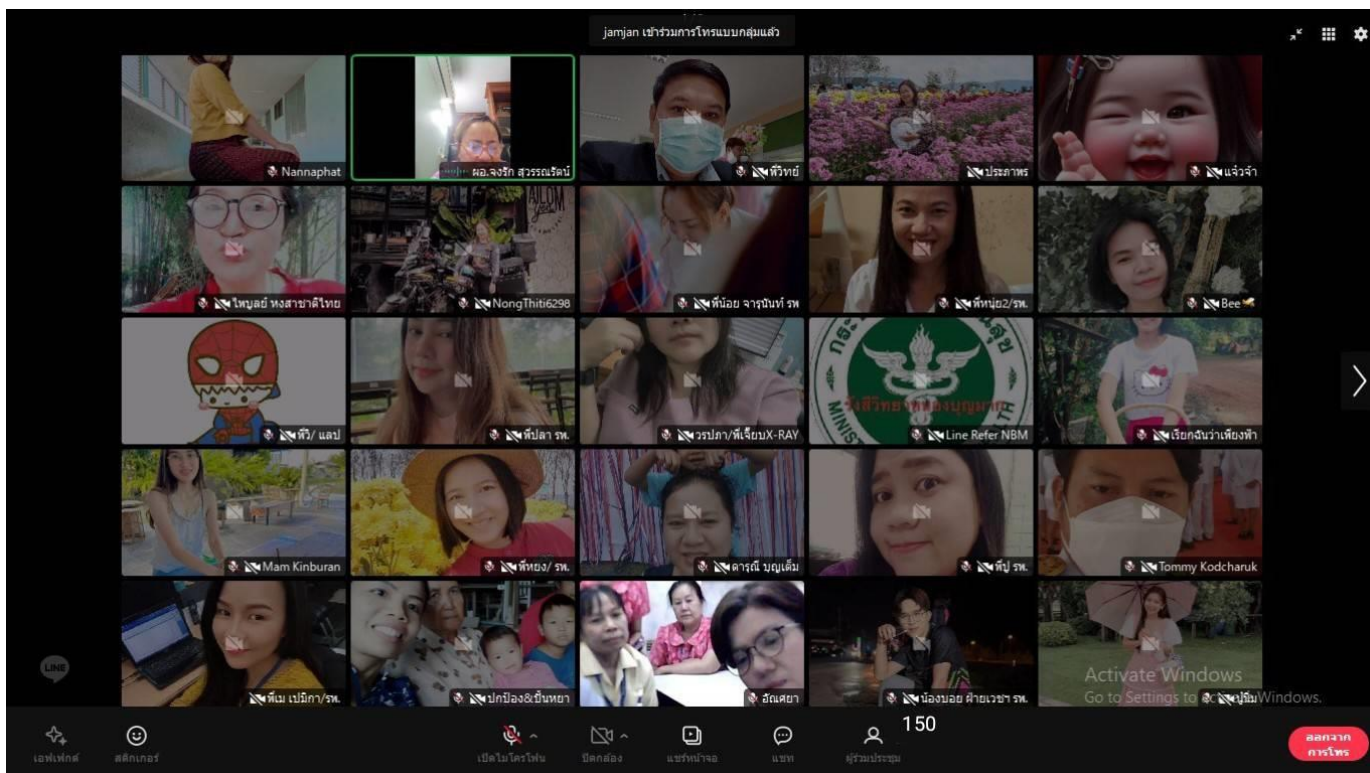 jamjan เข้าร่วมการโทรแบบกลุ่มแล้ว
Nannaphat
ผอ.จงรัก สุวรรณรัตน์
พี่วิทย์
ประภาพร
แจ๋วจ๋า
ไพบูลย์ หงสาชาติไทย
NongThiti6298
พี่น้อย จารุนันท์ รพ
พี่หนุ่ย2/รพ.
Bee
พี่วิ/ แลป
พี่ปลา รพ.
วรปภา/พี่เจี๊ยบX-RAY
Line Refer NBM
เรียกฉันว่าเพียงฟ้า
Mam Kinburan
พี่หยง/ รพ.
ดารุณี บุญเต็ม
พี่ปู รพ.
Tommy Kodcharuk
พี่เม เปมิกา/รพ.
ปกป้อง&ปั้นหยา
อัณศยา
น้องบอย ฝ่ายเวชฯ รพ.
LINE
Activate Windows
Go to Settings to Windows.
เอฟเฟกต์
สติกเกอร์
เปิดไมโครโฟน
ปิดกล้อง
แชร์หน้าจอ
แชท
ผู้ร่วมประชุม
150
ออกจาก
การโทร